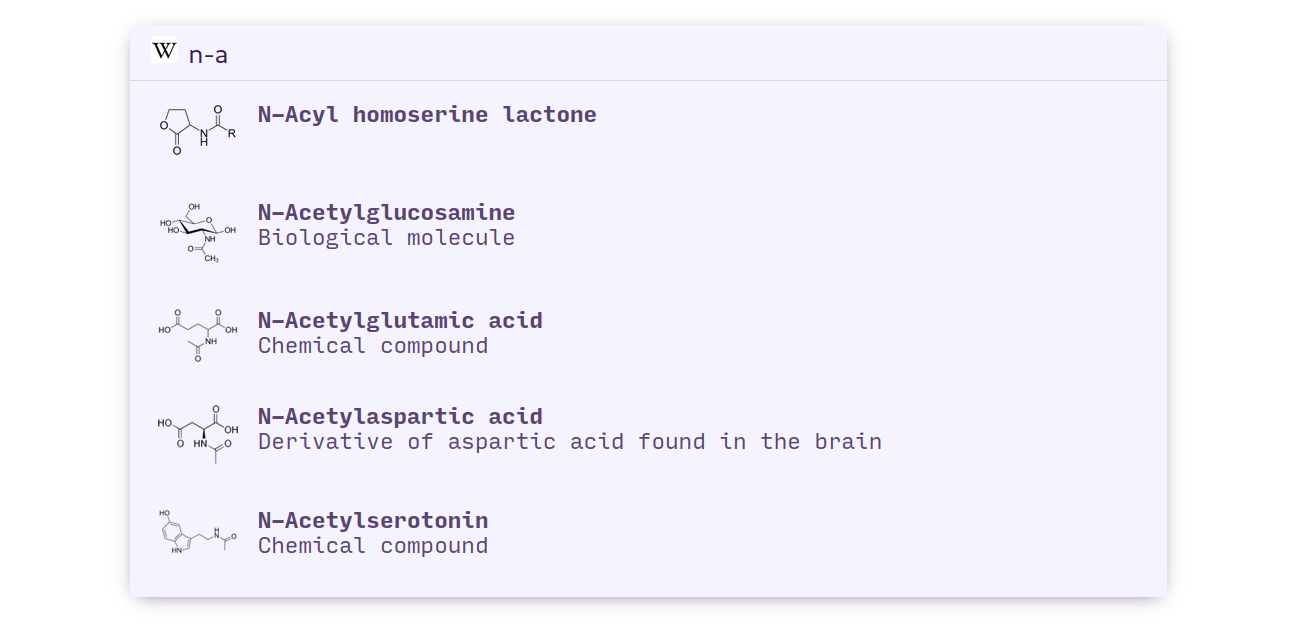 W n-a
N-Acyl homoserine lactone
O
O
N
H
R
O
N-Acetylglucosamine
Biological molecule
OH
HO
O
HO
OH
NH
O
CH₃
N-Acetylglutamic acid
Chemical compound
O
O
HO
OH
NH
O
N-Acetylaspartic acid
Derivative of aspartic acid found in the brain
O
HO
OH
O
HN
O
N-Acetylserotonin
Chemical compound
HO
H
N
O
HN